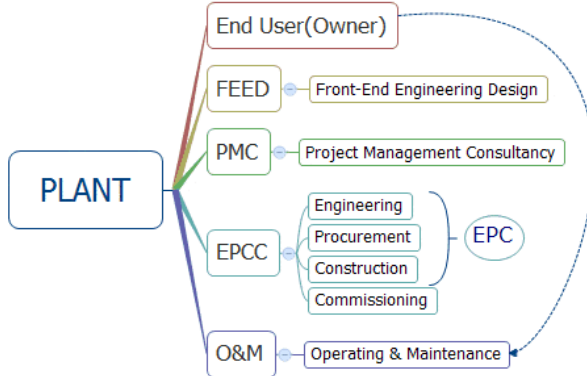 PLANT
End User(Owner)
FEED
Front-End Engineering Design
PMC
Project Management Consultancy
EPCC
Engineering
Procurement
Construction
Commissioning
EPC
O&M
Operating & Maintenance